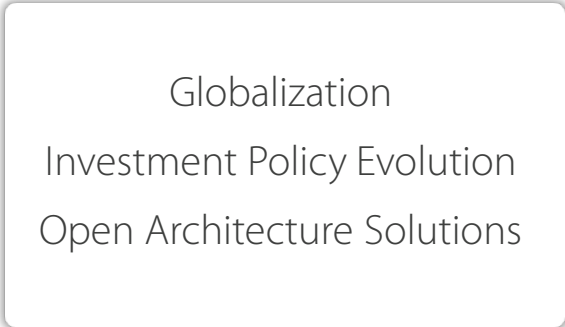 Globalization
Investment Policy Evolution
Open Architecture Solutions